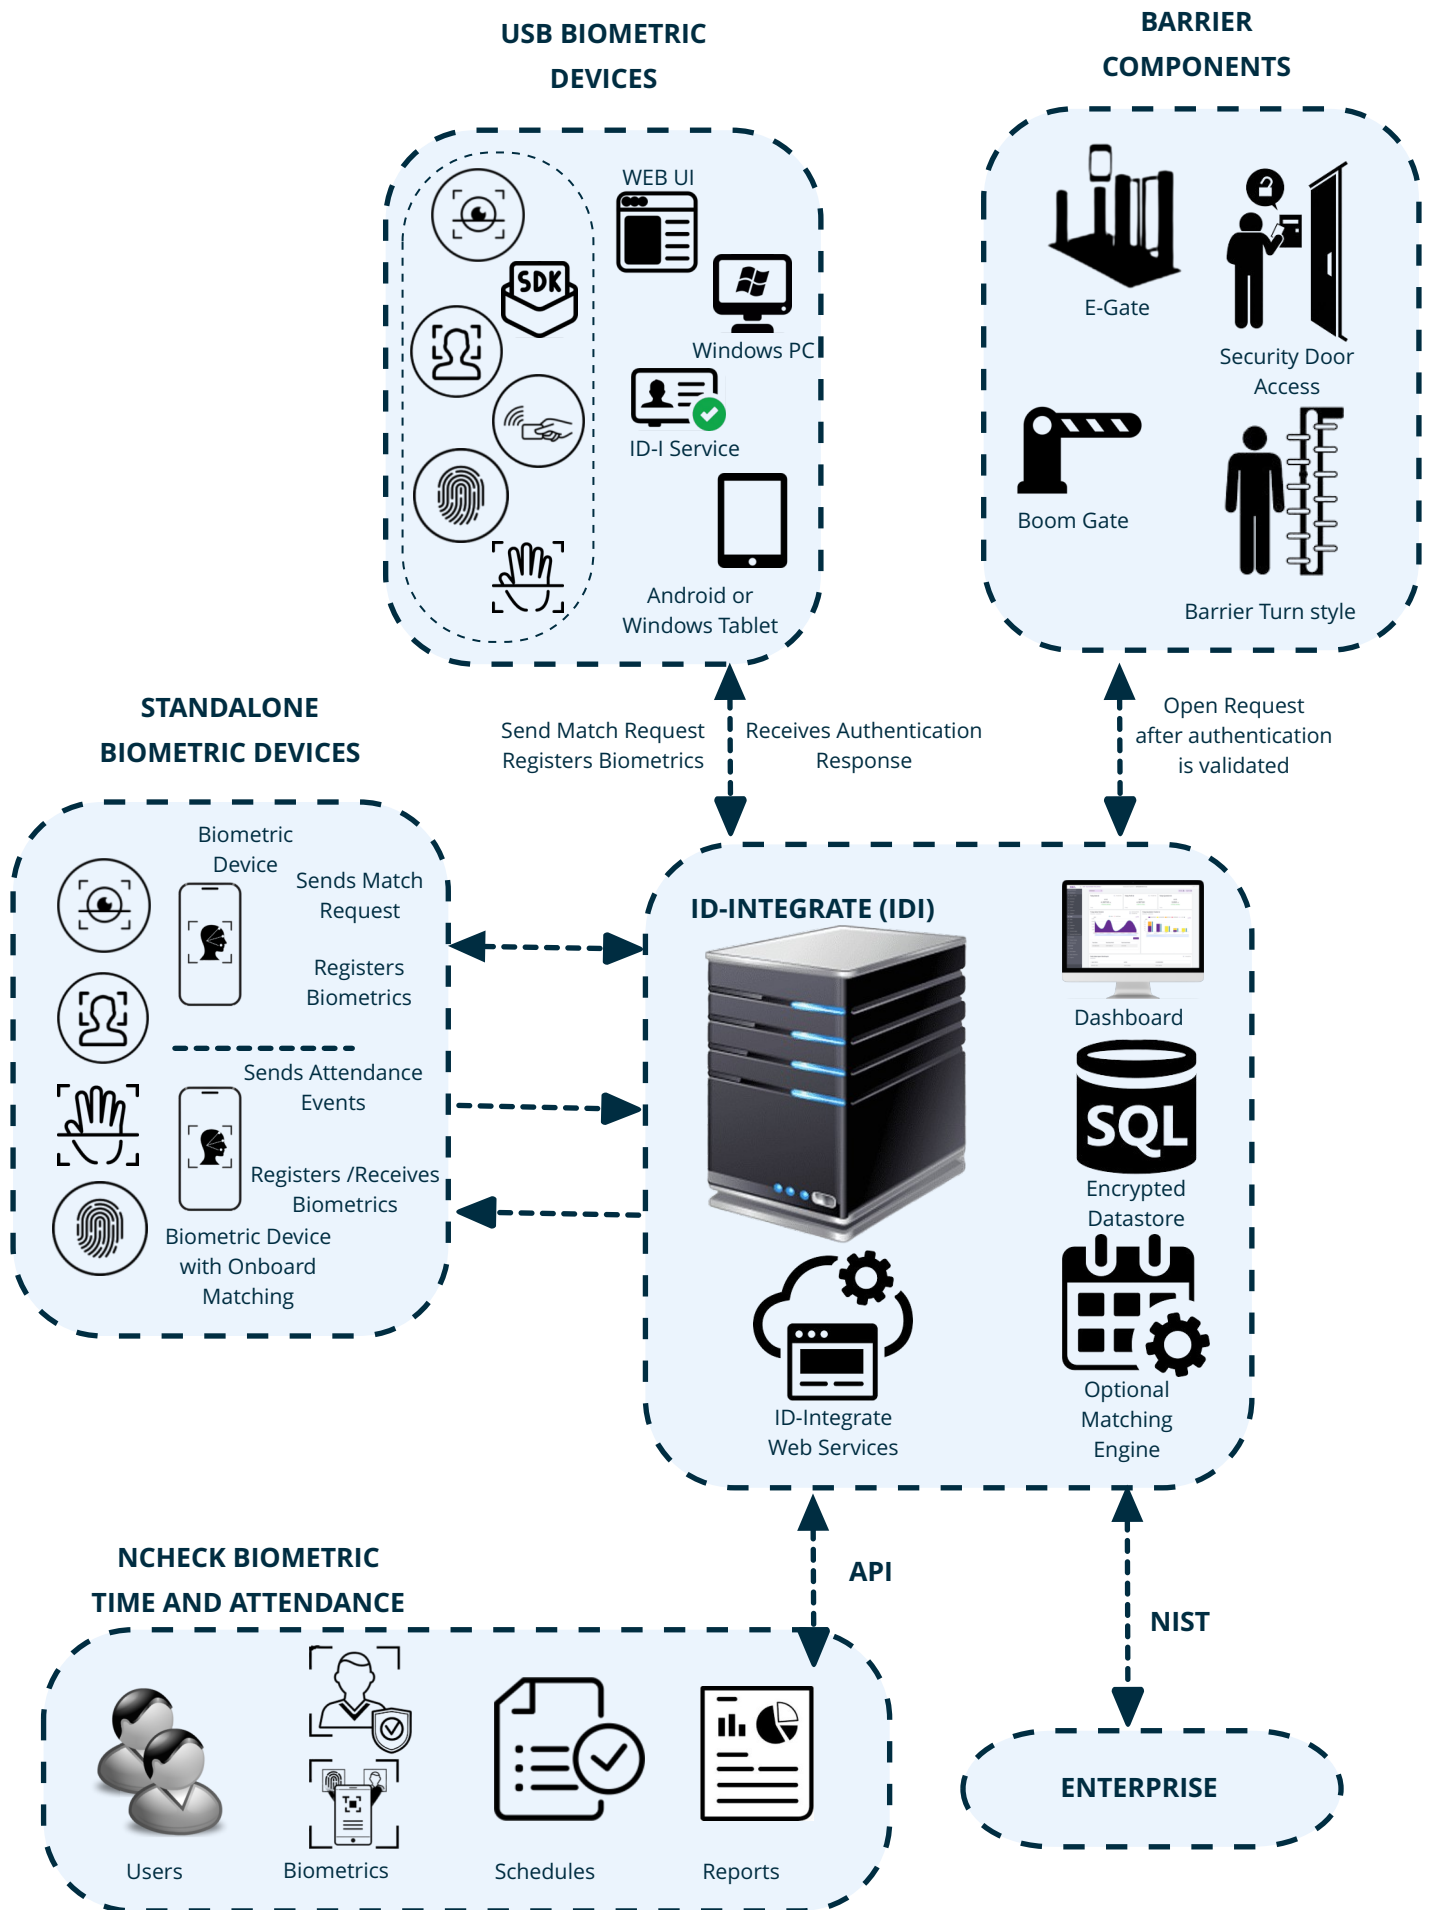 USB BIOMETRIC
DEVICES
BARRIER
COMPONENTS
WEB UI
SDK
Windows PC
ID-I Service
Android or
Windows Tablet
E-Gate
Security Door
Access
Boom Gate
Barrier Turn style
Send Match Request
Registers Biometrics
Receives Authentication
Response
Open Request
after authentication
is validated
STANDALONE
BIOMETRIC DEVICES
Biometric
Device
Sends Match
Request
Registers
Biometrics
Sends Attendance
Events
Registers /Receives
Biometrics
Biometric Device
with Onboard
Matching
ID-INTEGRATE (IDI)
Dashboard
SQL
Encrypted
Datastore
ID-Integrate
Web Services
Optional
Matching
Engine
API
NIST
NCHECK BIOMETRIC
TIME AND ATTENDANCE
Users
Biometrics
Schedules
Reports
ENTERPRISE